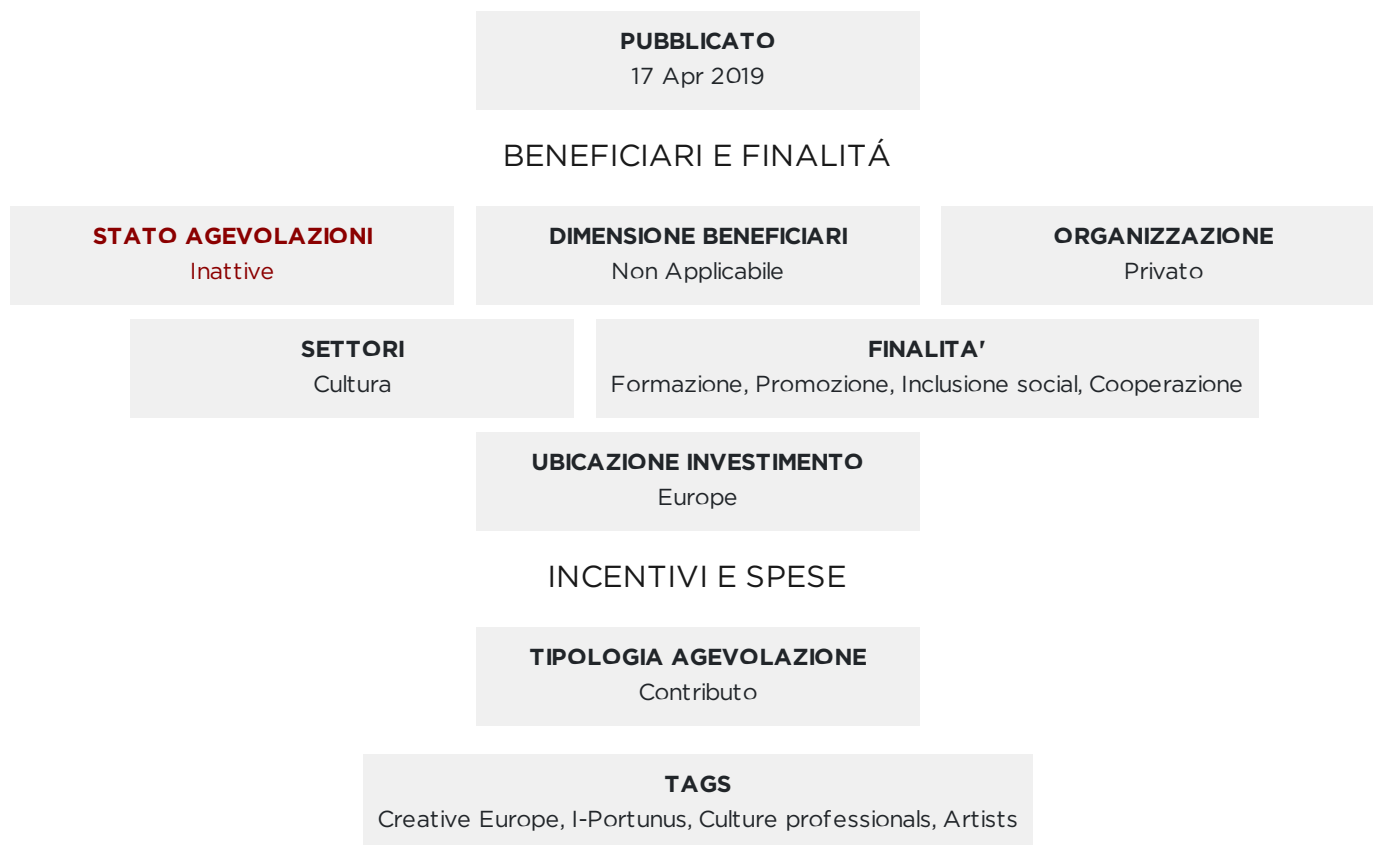 PUBBLICATO
17 Apr 2019
BENEFICIARI E FINALITÁ
STATO AGEVOLAZIONI
Inattive
DIMENSIONE BENEFICIARI
Non Applicabile
ORGANIZZAZIONE
Privato
SETTORI
Cultura
FINALITA'
Formazione, Promozione, Inclusione social, Cooperazione
UBICAZIONE INVESTIMENTO
Europe
INCENTIVI E SPESE
TIPOLOGIA AGEVOLAZIONE
Contributo
TAGS
Creative Europe, I-Portunus, Culture professionals, Artists